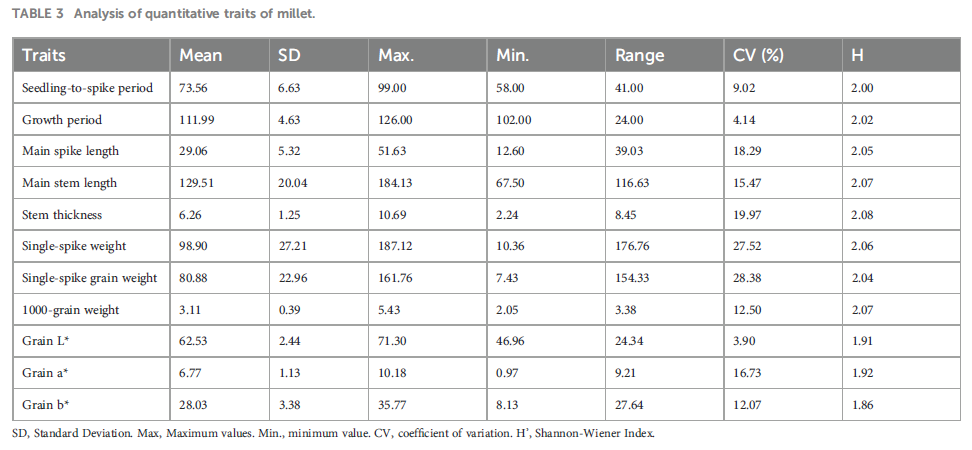 TABLE 3 Analysis of quantitative traits of millet.
Traits Mean SD Max. Min. Range CV (%) H
Seedling-to-spike period 73.56 6.63 99.00 58.00 41.00 9.02 2.00
Growth period 111.99 4.63 126.00 102.00 24.00 4.14 2.02
Main spike length 29.06 5.32 51.63 12.60 39.03 18.29 2.05
Main stem length 129.51 20.04 184.13 67.50 116.63 15.47 2.07
Stem thickness 6.26 1.25 10.69 2.24 8.45 19.97 2.08
Single-spike weight 98.90 27.21 187.12 10.36 176.76 27.52 2.06
Single-spike grain weight 80.88 22.96 161.76 7.43 154.33 28.38 2.04
1000-grain weight 3.11 0.39 5.43 2.05 3.38 12.50 2.07
Grain L* 62.53 2.44 71.30 46.96 24.34 3.90 1.91
Grain a* 6.77 1.13 10.18 0.97 9.21 16.73 1.92
Grain b* 28.03 3.38 35.77 8.13 27.64 12.07 1.86
SD, Standard Deviation. Max, Maximum values. Min., minimum value. CV, coefficient of variation. H', Shannon-Wiener Index.